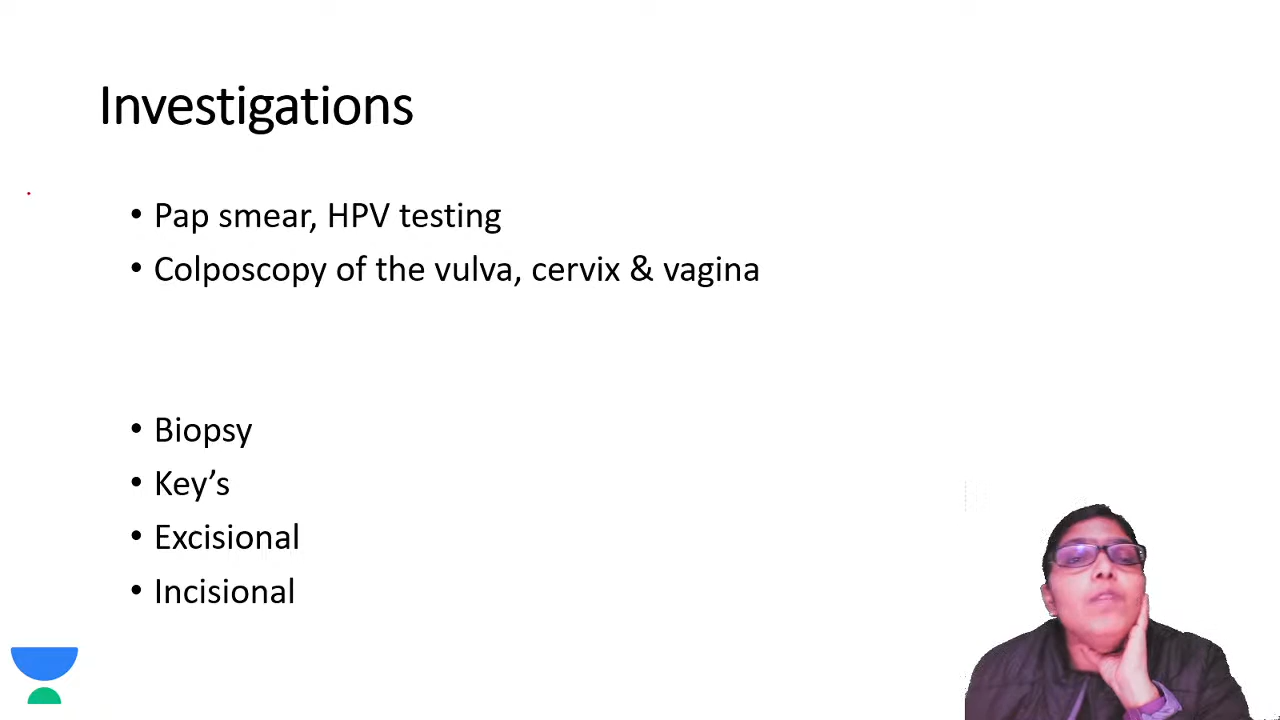 Investigations
• Pap smear, HPV testing
• Colposcopy of the vulva, cervix & vagina
• Biopsy
• Key’s
• Excisional
• Incisional